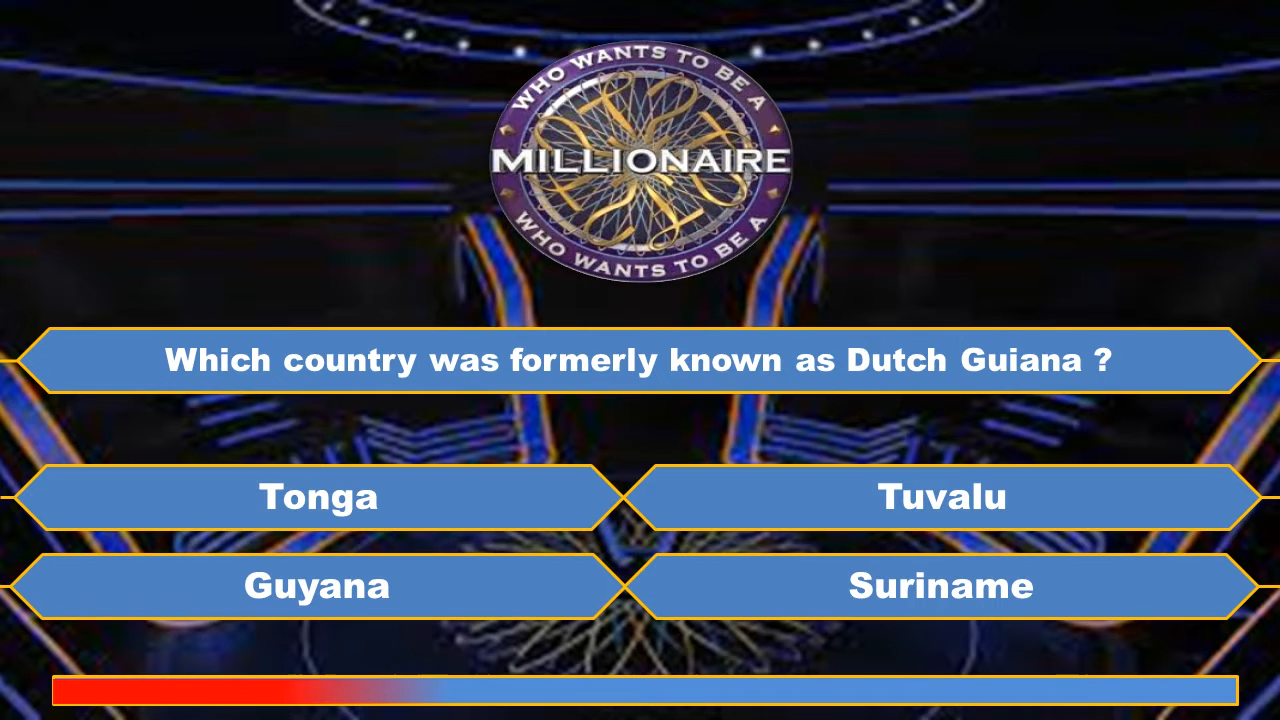 WHO WANTS TO BE A
MILLIONAIRE
WHO WANTS TO BE A
Which country was formerly known as Dutch Guiana ?
Tonga
Tuvalu
Guyana
Suriname